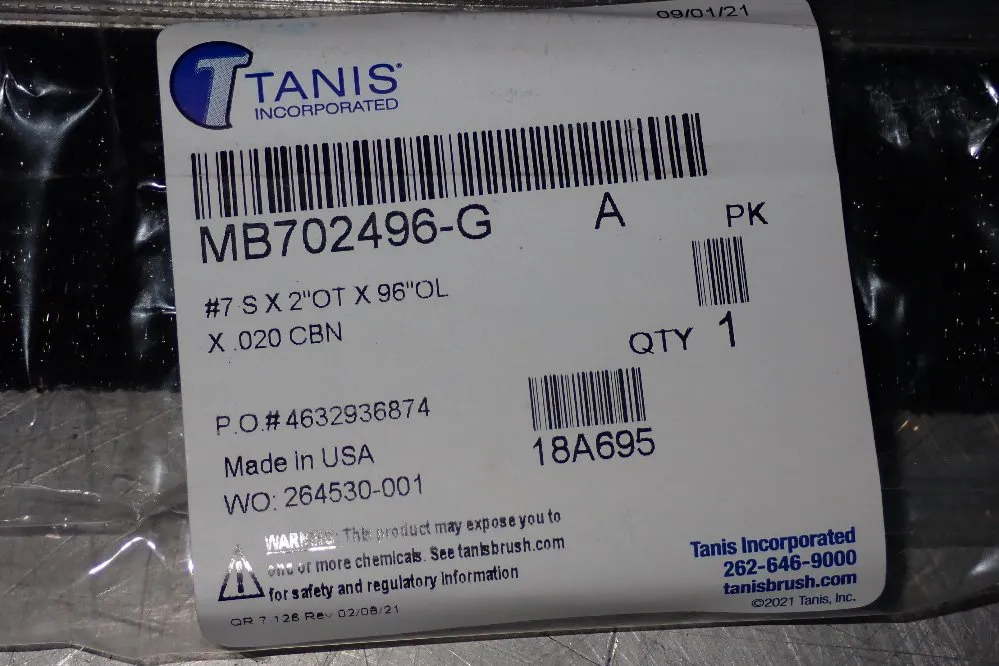 09/01/21
T TANIS®
INCORPORATED
MB702496-G
A
PK
#7 S X 2"OT X 96"OL
X .020 CBN
QTY 1
P.O.# 4632936874
18A695
Made in USA
WO: 264530-001
WARNING: This product may expose you to
one or more chemicals. See tanisbrush.com
for safety and regulatory information
QR 7.128 Rev 02/08/21
Tanis Incorporated
262-646-9000
tanisbrush.com
©2021 Tanis, Inc.